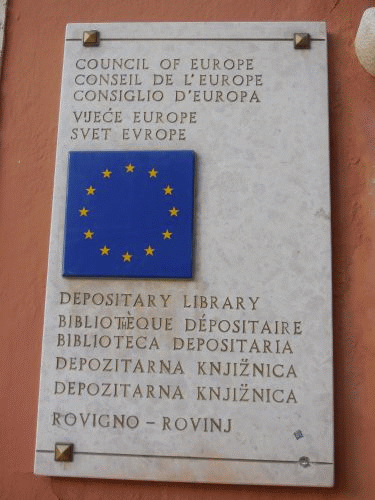 COUNCIL OF EUROPE
CONSEIL DE L'EUROPE
CONSIGLIO D'EUROPA
VIJEĆE EUROPE
SVET EVROPE
DEPOSITARY LIBRARY
BIBLIOTHÈQUE DÉPOSITAIRE
BIBLIOTECA DEPOSITARIA
DEPOZITARNA KNJIŽNICA
DEPOZITARNA KNJIŽNICA
ROVIGNO – ROVINJ